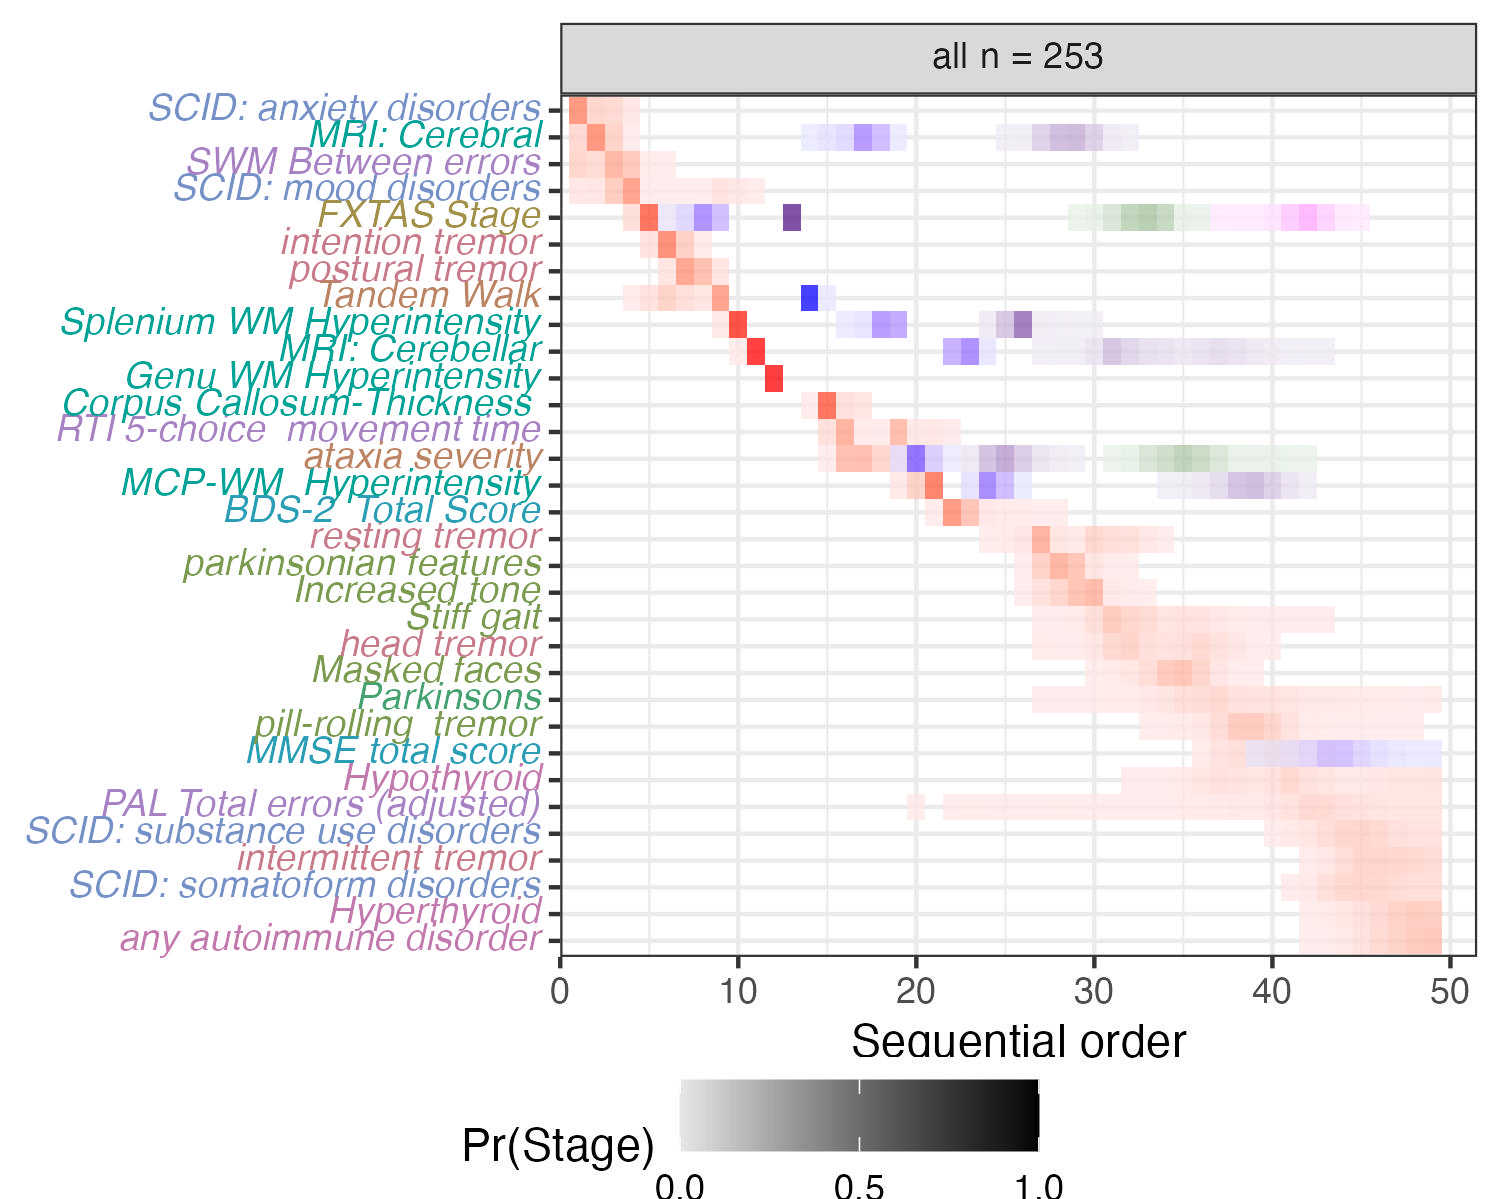 all n = 253
SCID: anxiety disorders
MRI: Cerebral
SWM Between errors
SCID: mood disorders
FXTAS Stage
intention tremor
postural tremor
Tandem Walk
Splenium WM Hyperintensity
MRI: Cerebellar
Genu WM Hyperintensity
Corpus Callosum-Thickness
RTI 5-choice  movement time
ataxia severity
MCP-WM  Hyperintensity
BDS-2  Total Score
resting tremor
parkinsonian features
Increased tone
Stiff gait
head tremor
Masked faces
Parkinsons
pill-rolling  tremor
MMSE total score
Hypothyroid
PAL Total errors (adjusted)
SCID: substance use disorders
intermittent tremor
SCID: somatoform disorders
Hyperthyroid
any autoimmune disorder
0 10 20 30 40 50
Sequential order
Pr(Stage)
0.0 0.5 1.0